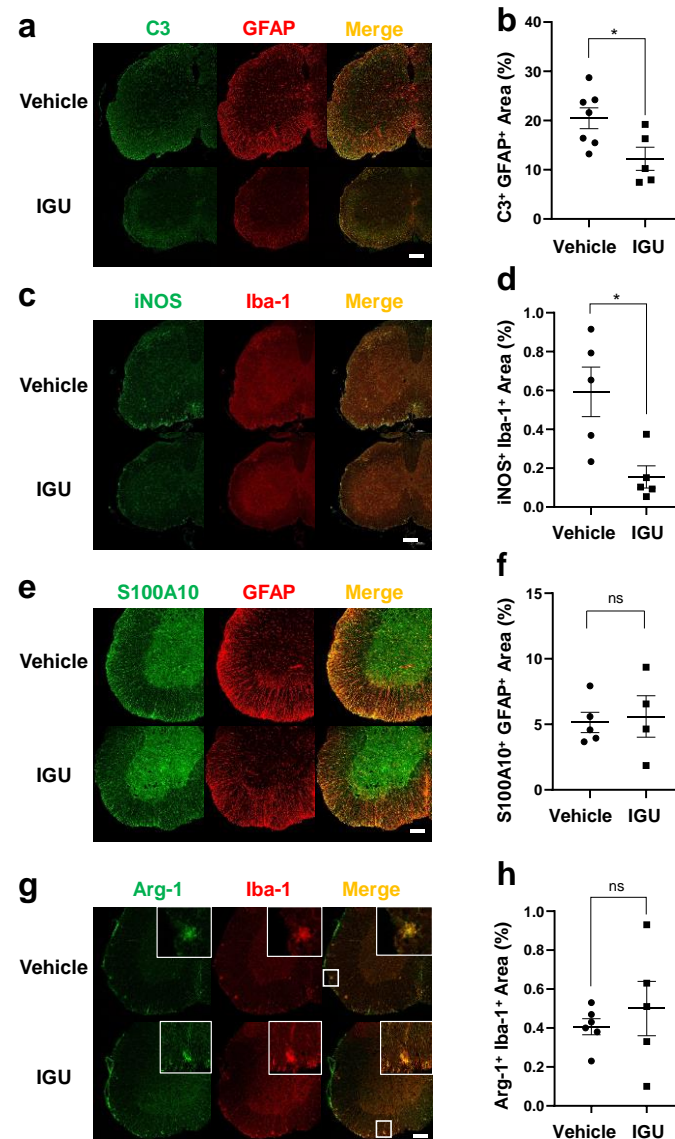 a
C3 GFAP Merge
Vehicle
IGU
b
C3⁺ GFAP⁺ Area (%)
40
30
20
10
0
*
Vehicle IGU
c
iNOS Iba-1 Merge
Vehicle
IGU
d
iNOS⁺ Iba-1⁺ Area (%)
1.0
0.8
0.6
0.4
0.2
0.0
*
Vehicle IGU
e
S100A10 GFAP Merge
Vehicle
IGU
f
S100A10⁺ GFAP⁺ Area (%)
15
10
5
0
ns
Vehicle IGU
g
Arg-1 Iba-1 Merge
Vehicle
IGU
h
Arg-1⁺ Iba-1⁺ Area (%)
1.0
0.8
0.6
0.4
0.2
0.0
ns
Vehicle IGU